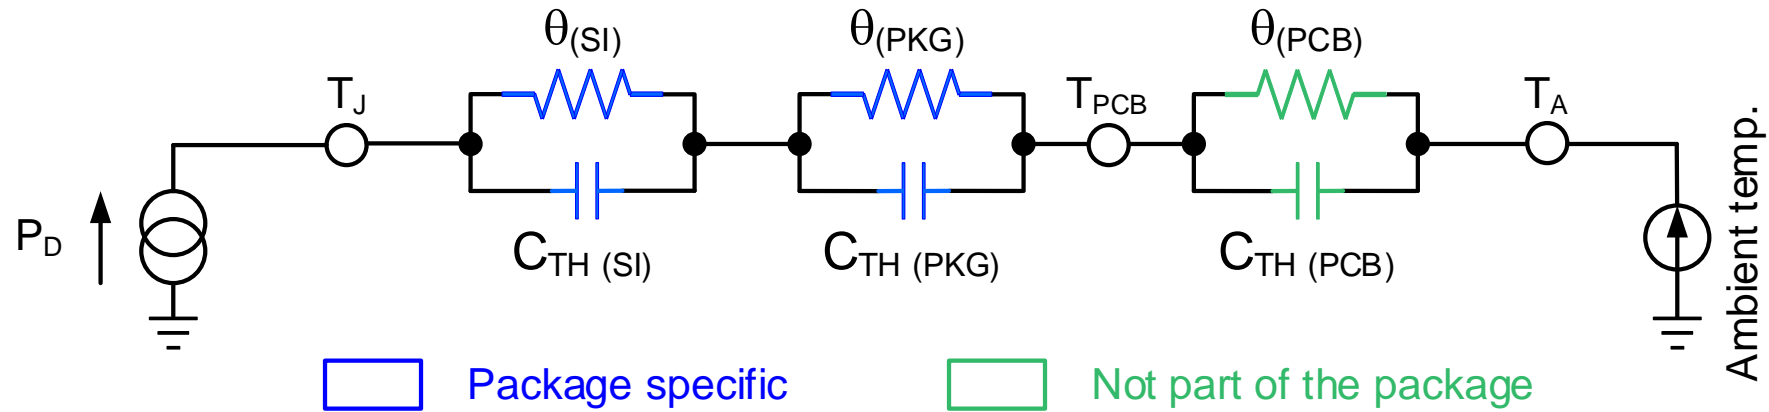 θ(SI) θ(PKG) θ(PCB)
TJ TPCB TA
PD
CTH (SI) CTH (PKG) CTH (PCB)
Ambient temp.
Package specific Not part of the package